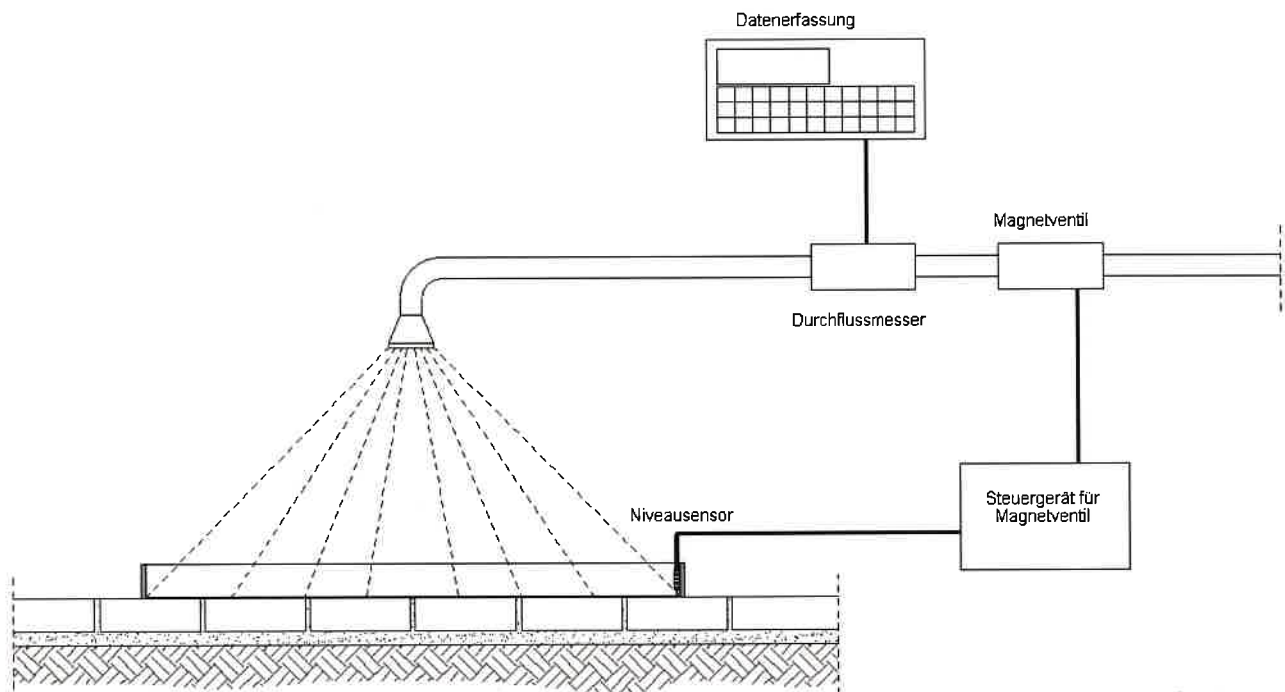 Datenerfassung
Magnetventil
Durchflussmesser
Niveausensor
Steuergerät für
Magnetventil